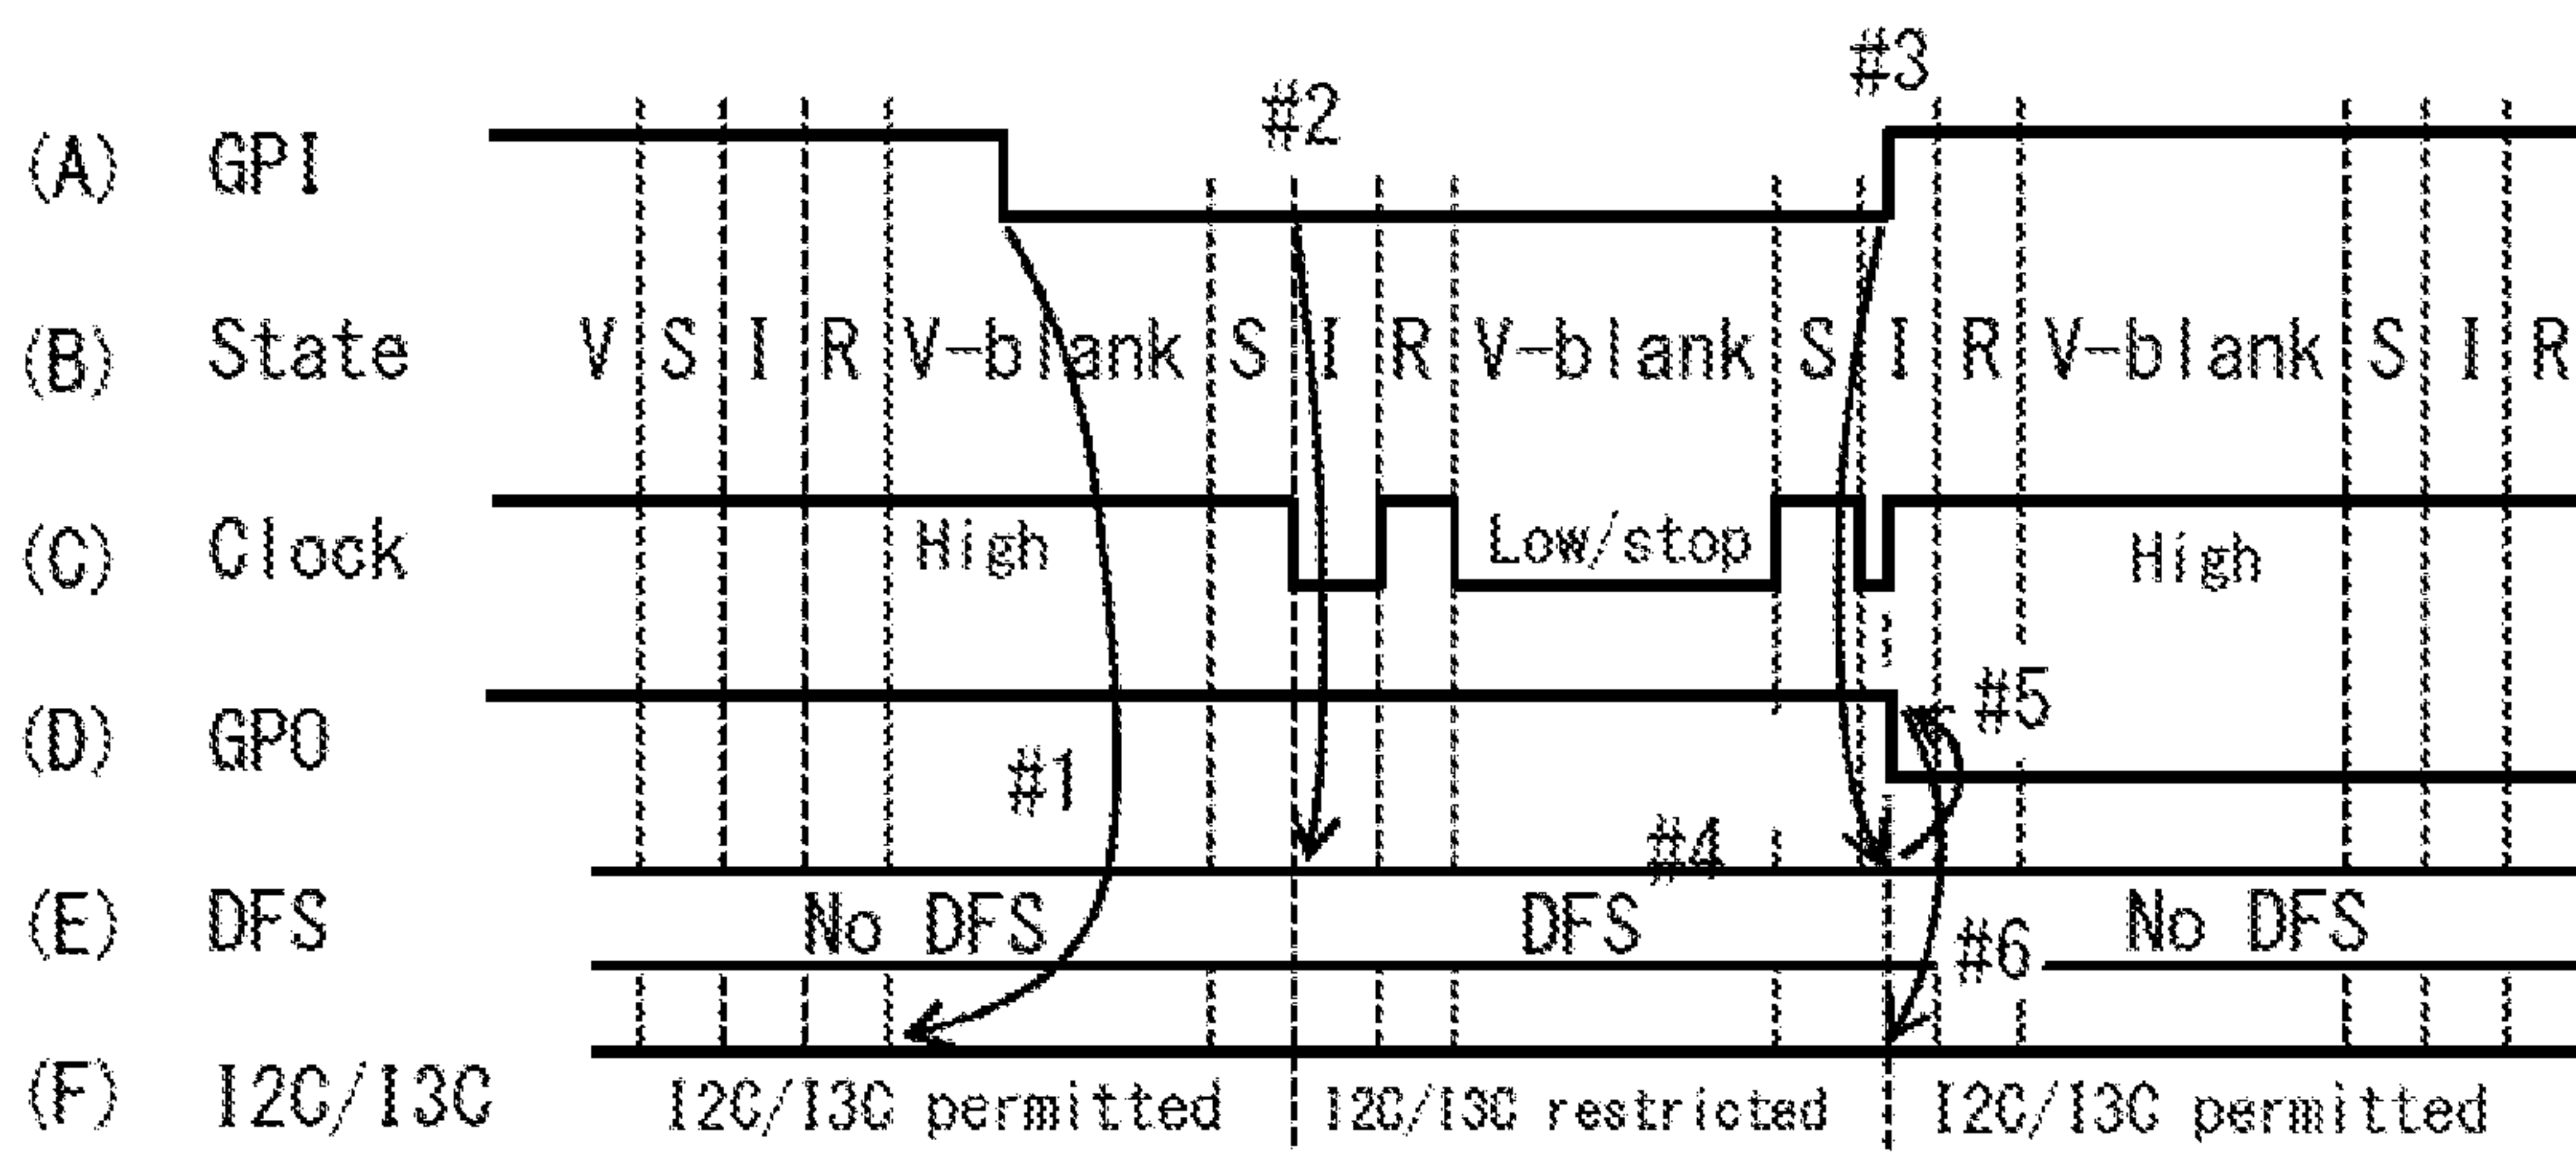 #3
#2
(A) GPI
(B) State V S I R V-blank S I R V-blank S I R V-blank S I R
(C) Clock High Low/stop High
(D) GPO #5
#1
#4
(E) DFS No DFS DFS No DFS
#6
(F) I2C/I3C I2C/I3C permitted I2C/I3C restricted I2C/I3C permitted